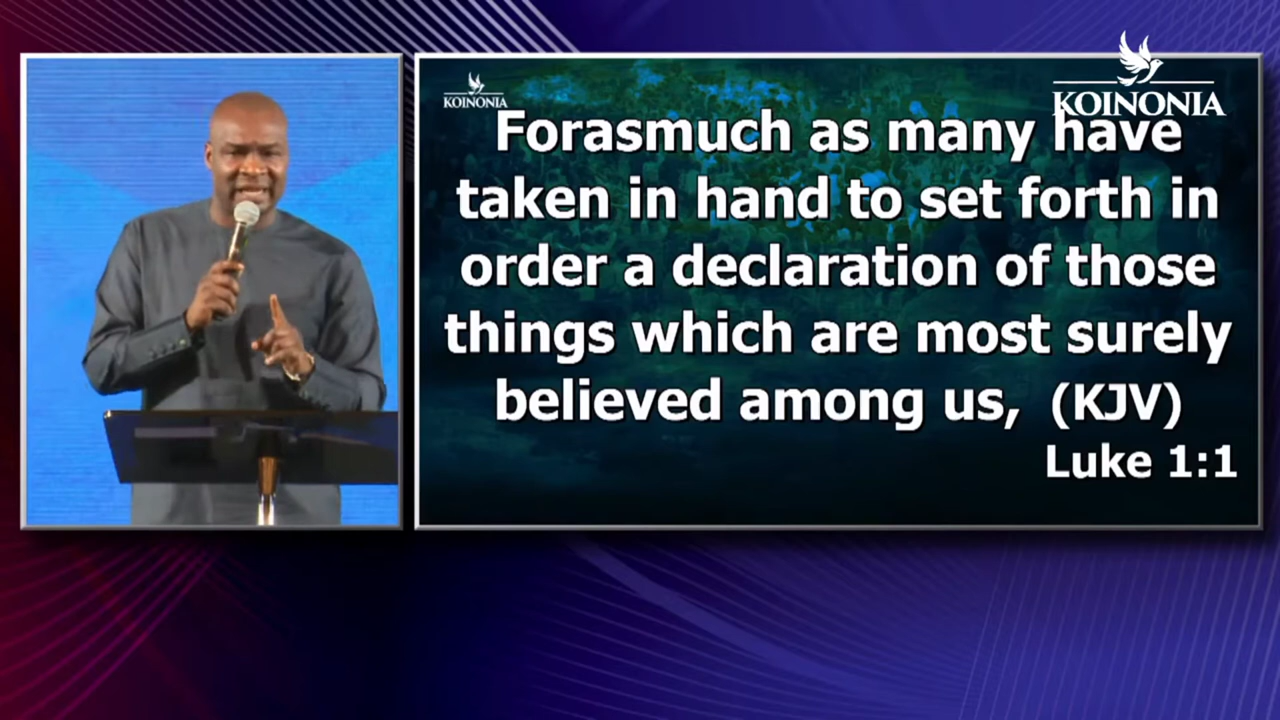 KOINONIA
KOINONIA
Forasmuch as many have
taken in hand to set forth in
order a declaration of those
things which are most surely
believed among us, (KJV)
Luke 1:1